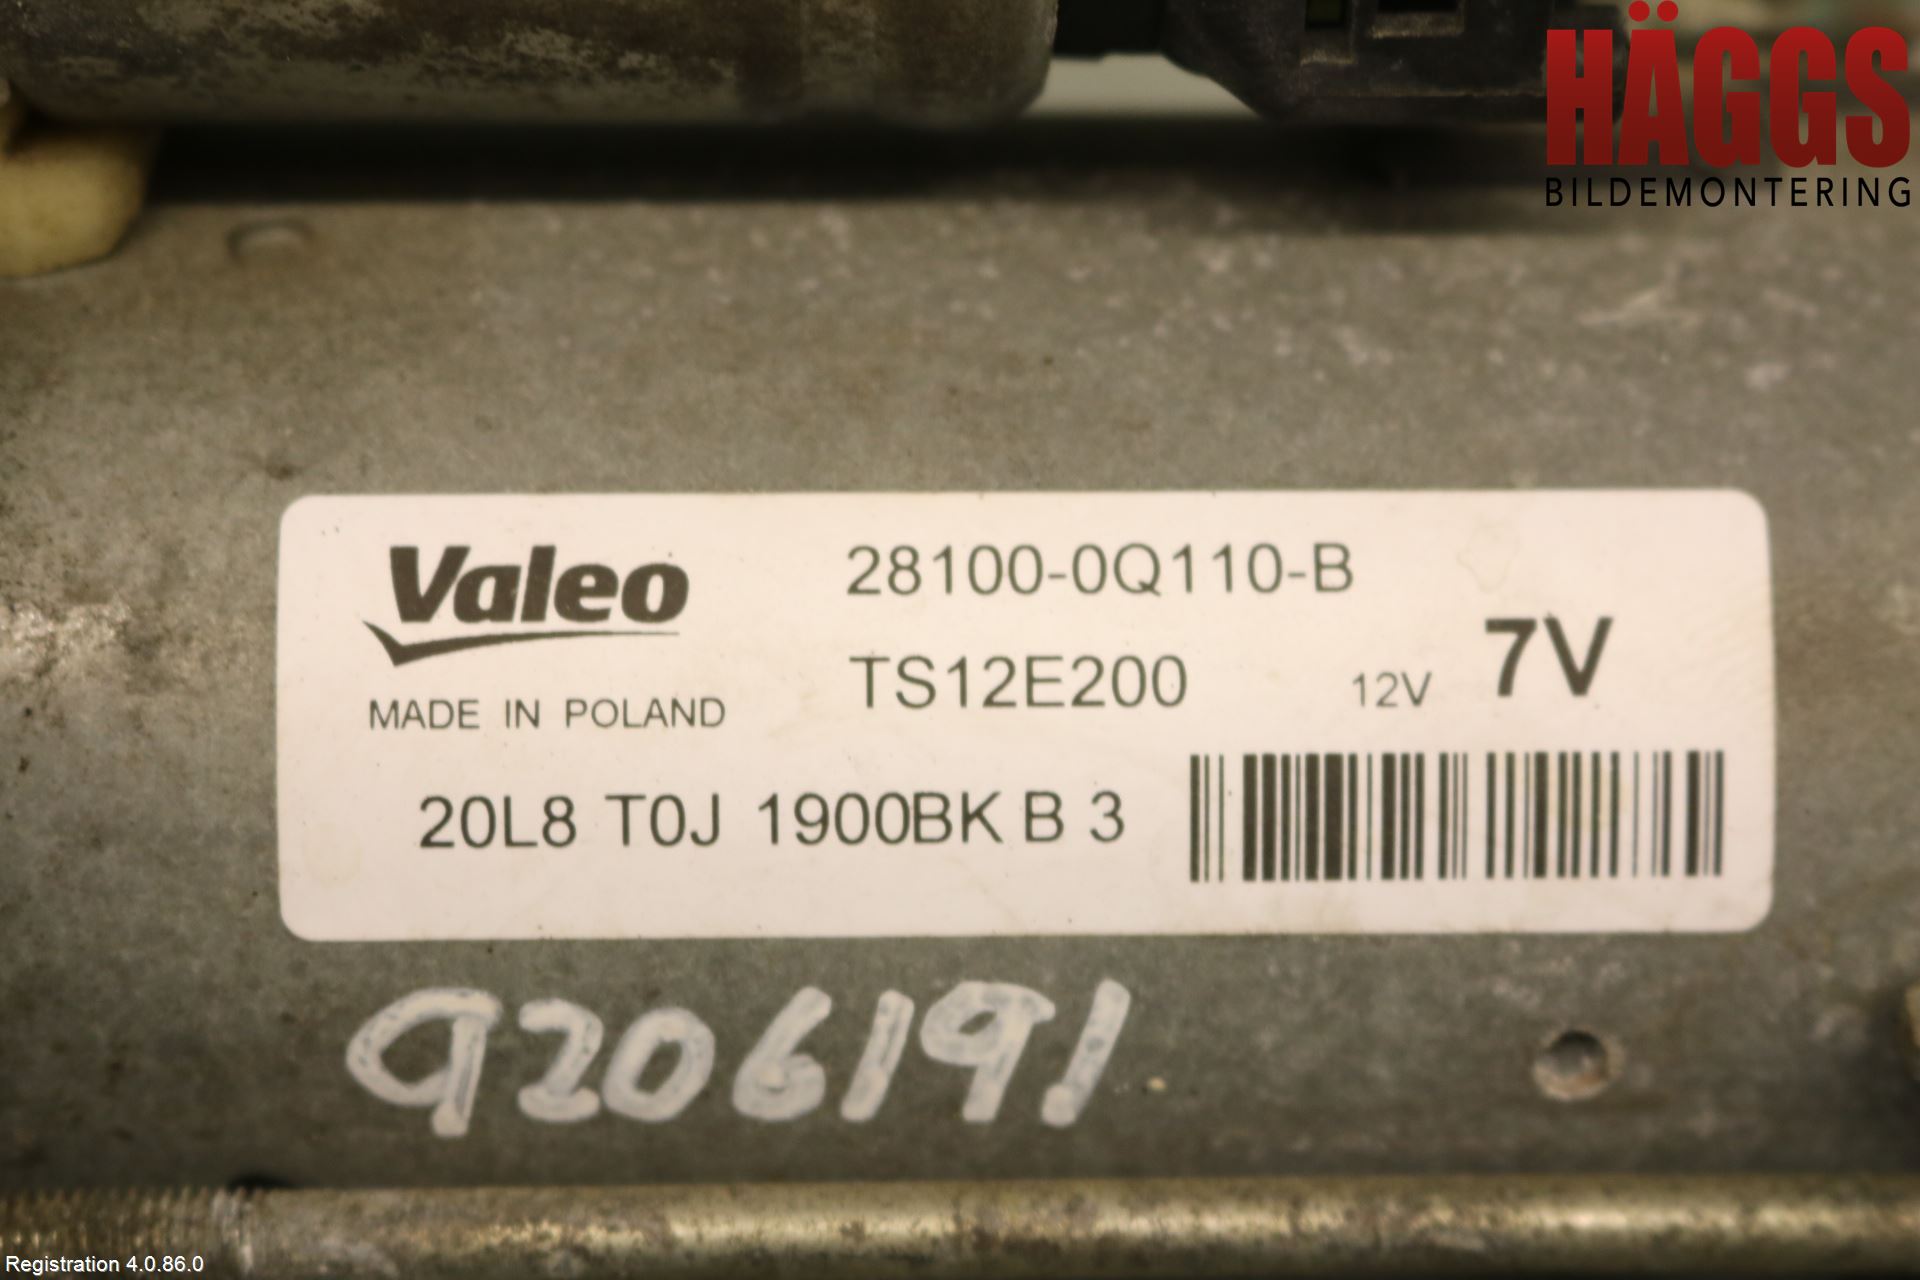 HÄGGS
BILDEMONTERING
Valeo
28100-0Q110-B
TS12E200
12V
7V
MADE IN POLAND
20L8 T0J 1900BK B 3
9206191
Registration 4.0.86.0